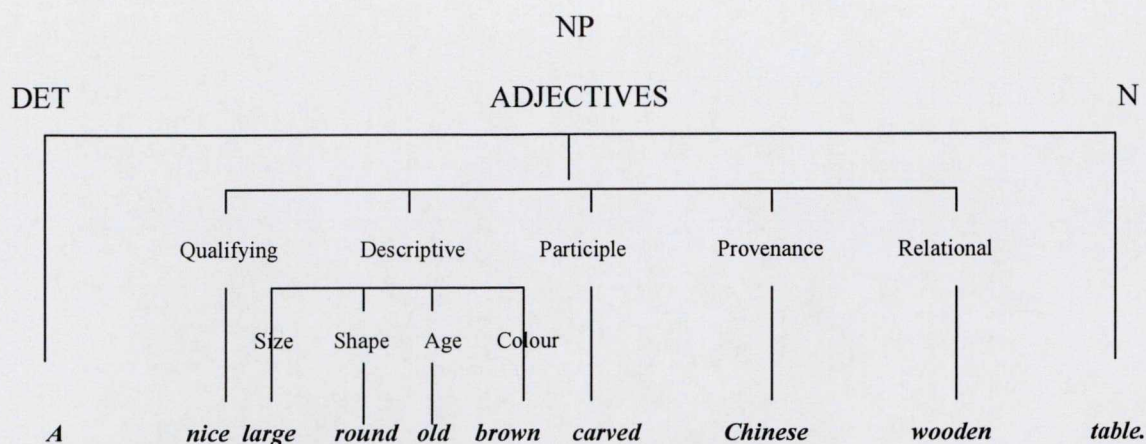 NP
DET ADJECTIVES N
Qualifying Descriptive Participle Provenance Relational
Size Shape Age Colour
A nice large round old brown carved Chinese wooden table.